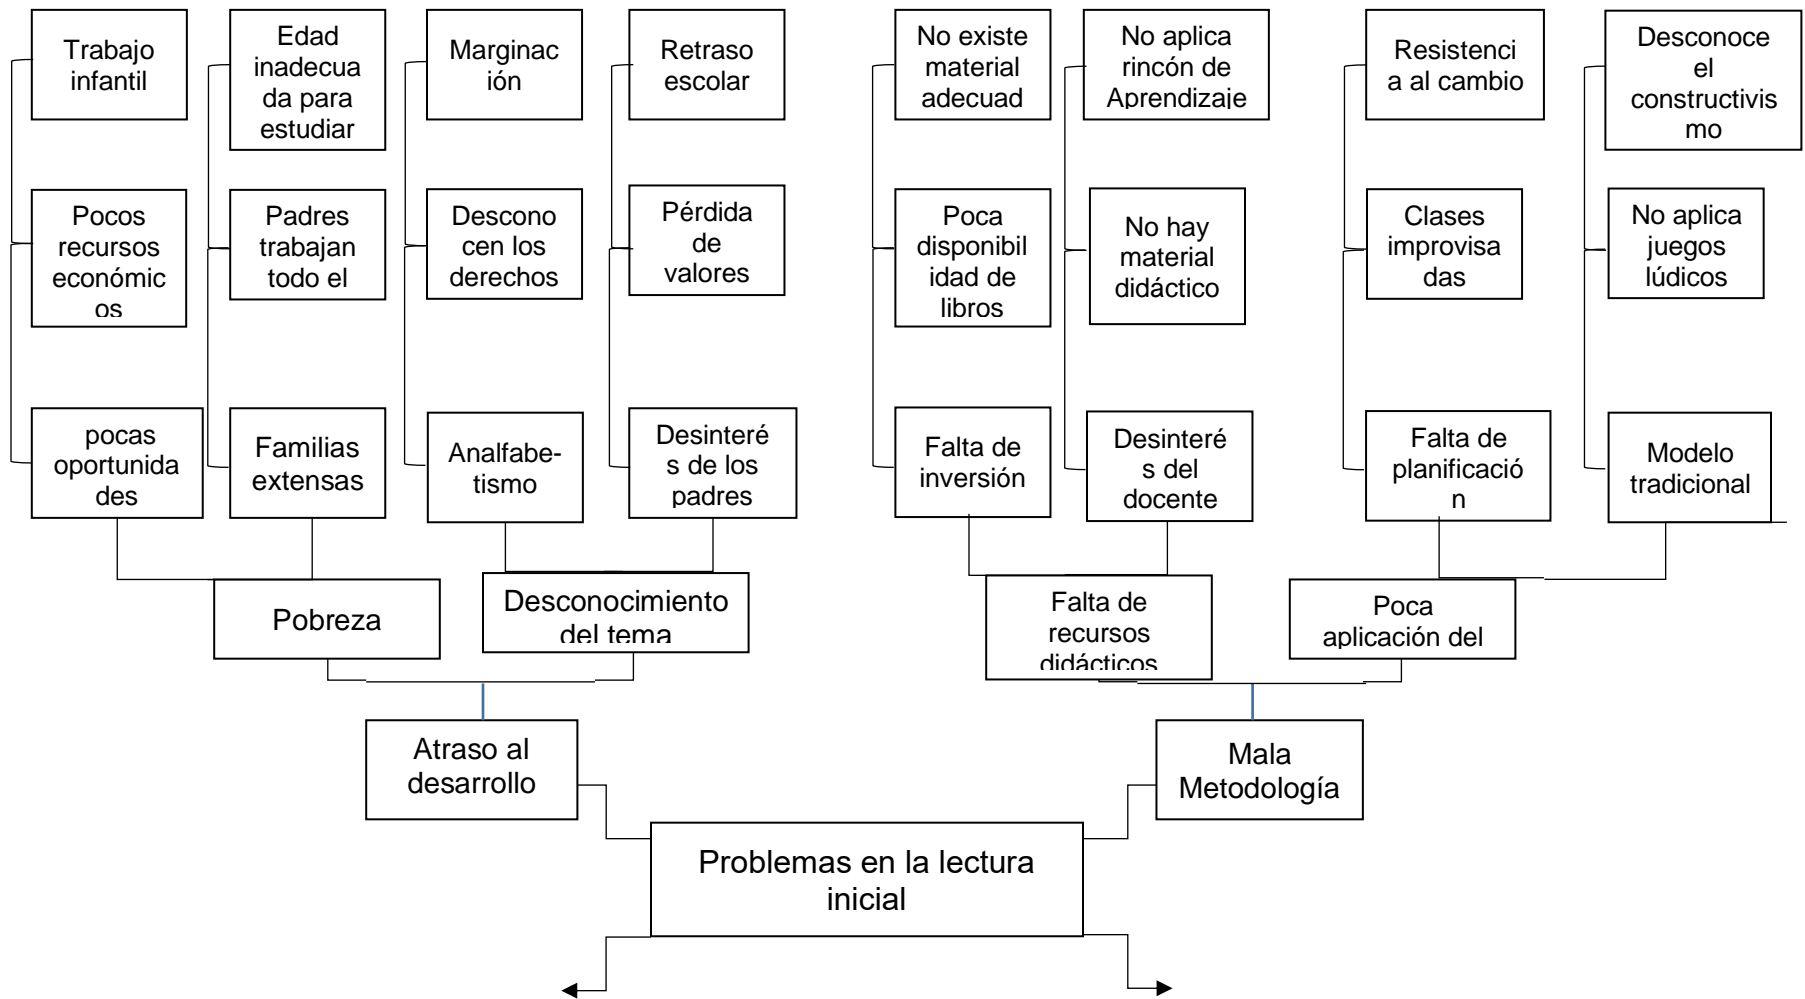 Trabajo
infantil
Edad
inadecua
da para
estudiar
Marginac
ión
Retraso
escolar
No existe
material
adecuad
No aplica
rincón de
Aprendizaje
Resistenci
a al cambio
Desconoce
el
constructivis
mo
Pocos
recursos
económic
os
Padres
trabajan
todo el
Descono
cen los
derechos
Pérdida
de
valores
Poca
disponibil
idad de
libros
No hay
material
didáctico
Clases
improvisa
das
No aplica
juegos
lúdicos
pocas
oportunida
des
Familias
extensas
Analfabe-
tismo
Desinteré
s de los
padres
Falta de
inversión
Desinteré
s del
docente
Falta de
planificació
n
Modelo
tradicional
Pobreza
Desconocimiento
del tema
Falta de
recursos
didácticos
Poca
aplicación del
Atraso al
desarrollo
Mala
Metodología
Problemas en la lectura
inicial